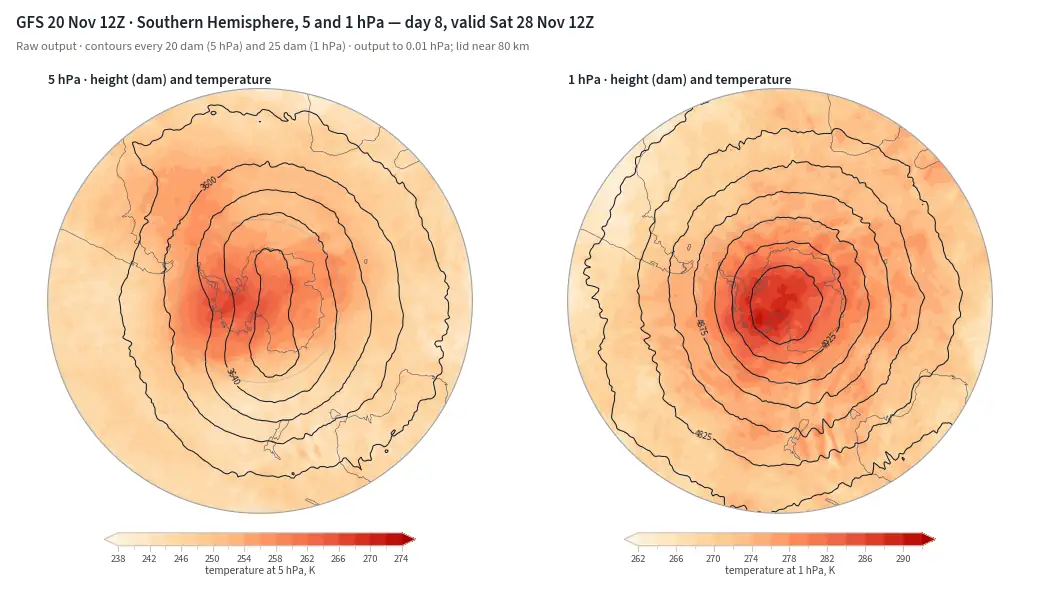 GFS 20 Nov 12Z · Southern Hemisphere, 5 and 1 hPa — day 8, valid Sat 28 Nov 12Z
Raw output · contours every 20 dam (5 hPa) and 25 dam (1 hPa) · output to 0.01 hPa; lid near 80 km
5 hPa · height (dam) and temperature
1 hPa · height (dam) and temperature
3600
3640
4875
4925
4825
238 242 246 250 254 258 262 266 270 274
temperature at 5 hPa, K
262 266 270 274 278 282 286 290
temperature at 1 hPa, K